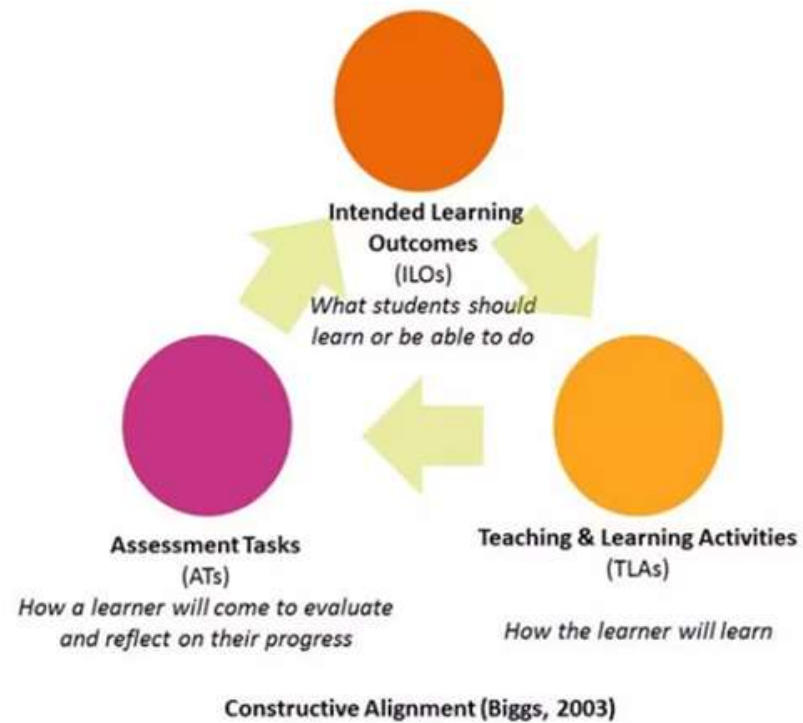 Intended Learning
Outcomes
(ILOs)
What students should
learn or be able to do
Assessment Tasks
(ATs)
How a learner will come to evaluate
and reflect on their progress
Teaching & Learning Activities
(TLAs)
How the learner will learn
Constructive Alignment (Biggs, 2003)